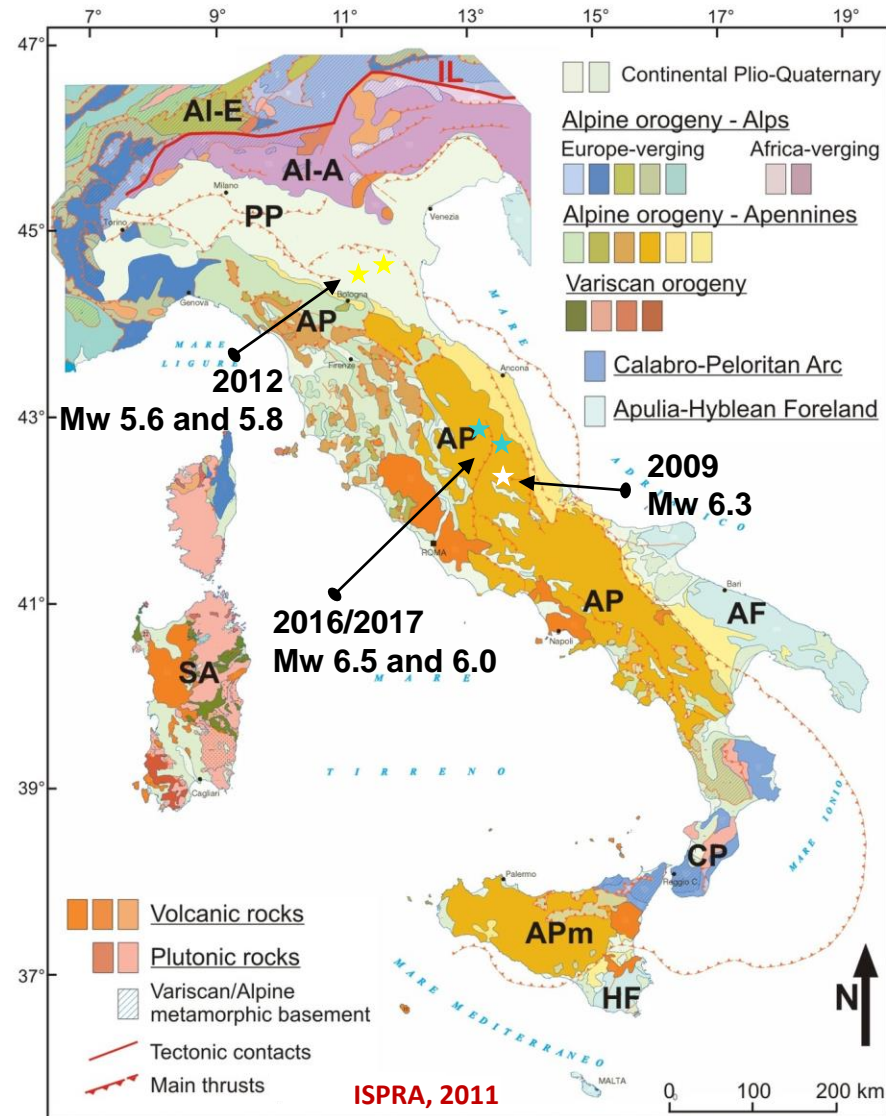 7° 9° 11° 13° 15° 17° 19°
47°
45°
43°
41°
39°
37°
IL
Al-E
Al-A
Milano
Torino
Venezia
PP
Genova
Bologna
AP
MARE
LIGURE
Firenze
MARE
Ancona
ADRIATICO
2012
Mw 5.6 and 5.8
AP
2009
Mw 6.3
ROMA
2016/2017
Mw 6.5 and 6.0
AP
Napoli
Bari
AF
SA
Cagliari
MARE
TIRRENO
MARE IONIO
CP
Reggio C.
Palermo
APm
HF
MARE MEDITERRANEO
MALTA
Continental Plio-Quaternary
Alpine orogeny - Alps
Europe-verging Africa-verging
Alpine orogeny - Apennines
Variscan orogeny
Calabro-Peloritan Arc
Apulia-Hyblean Foreland
Volcanic rocks
Plutonic rocks
Variscan/Alpine
metamorphic basement
Tectonic contacts
Main thrusts
ISPRA, 2011
N
0 100 200 km